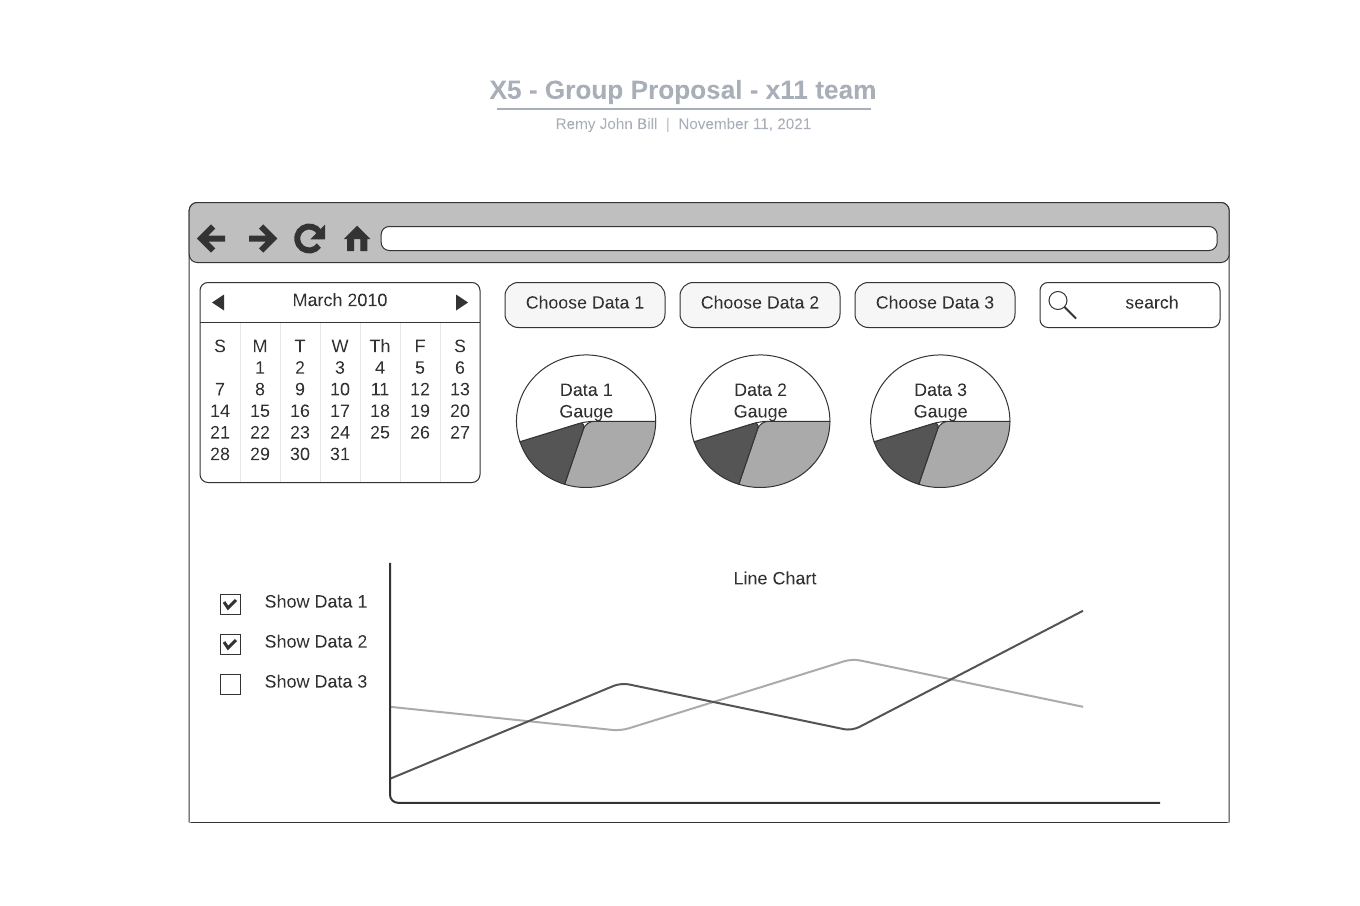 X5 - Group Proposal - x11 team
Remy John Bill | November 11, 2021
March 2010
Choose Data 1
Choose Data 2
Choose Data 3
search
S M T W Th F S
1 2 3 4 5 6
7 8 9 10 11 12 13
14 15 16 17 18 19 20
21 22 23 24 25 26 27
28 29 30 31
Data 1
Gauge
Data 2
Gauge
Data 3
Gauge
Line Chart
Show Data 1
Show Data 2
Show Data 3